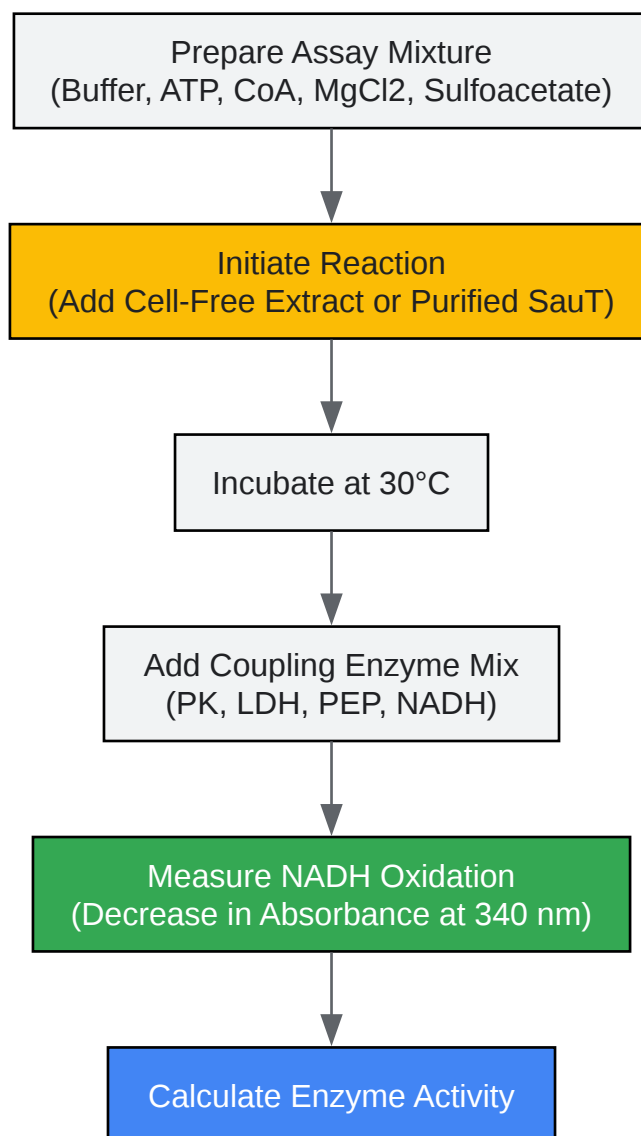 Prepare Assay Mixture
(Buffer, ATP, CoA, MgCl2, Sulfoacetate)
Initiate Reaction
(Add Cell-Free Extract or Purified SauT)
Incubate at 30°C
Add Coupling Enzyme Mix
(PK, LDH, PEP, NADH)
Measure NADH Oxidation
(Decrease in Absorbance at 340 nm)
Calculate Enzyme Activity